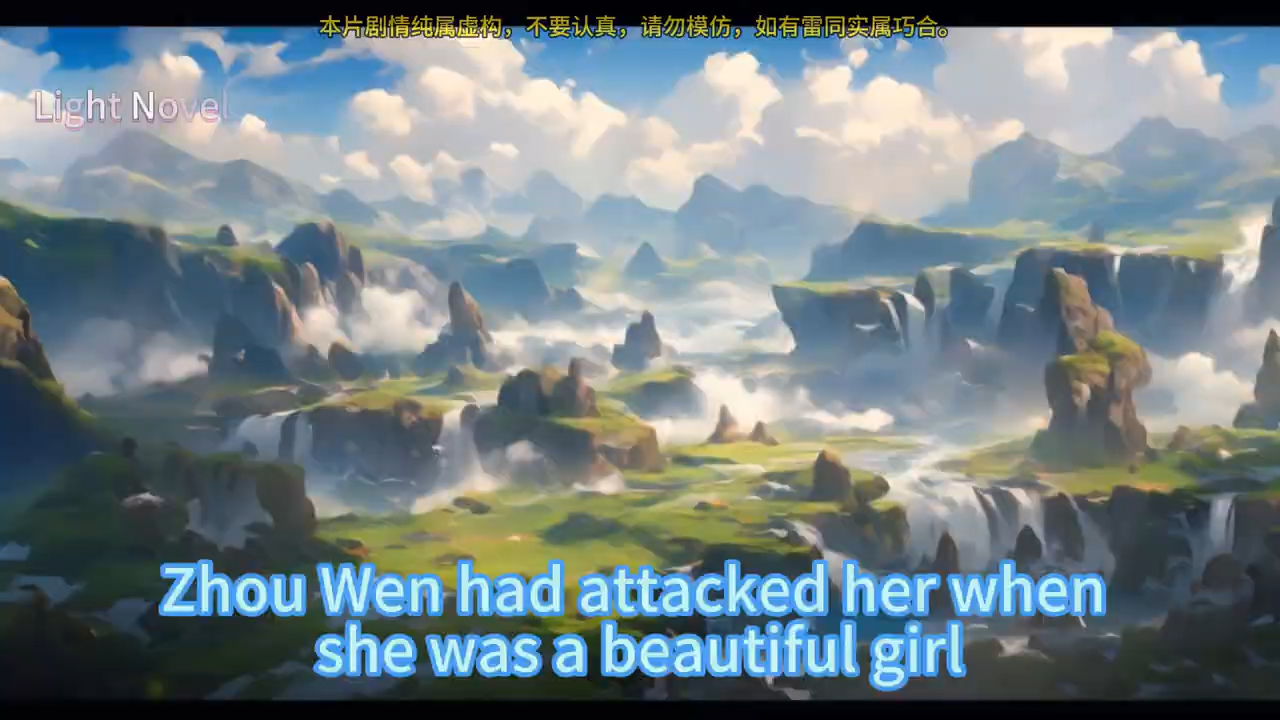 本片剧情纯属虚构，不要认真，请勿模仿，如有雷同实属巧合。
Light Novel
Zhou Wen had attacked her when
she was a beautiful girl